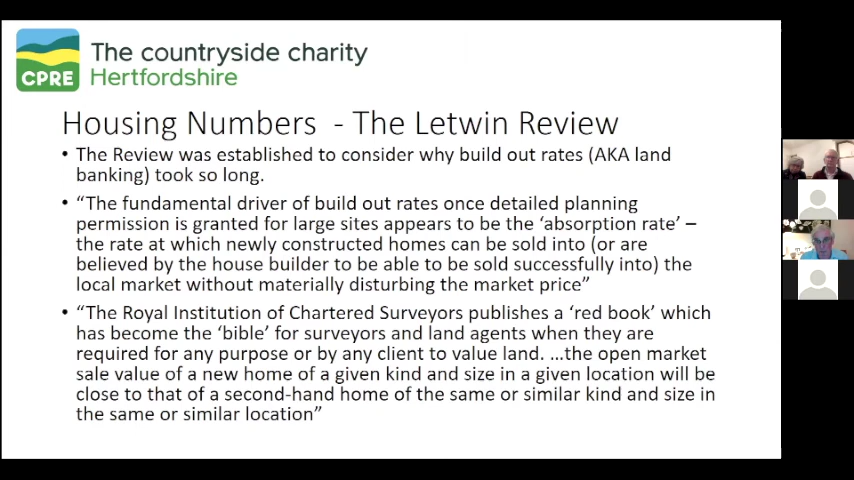 The countryside charity
CPRE Hertfordshire
Housing Numbers - The Letwin Review
• The Review was established to consider why build out rates (AKA land
banking) took so long.
• “The fundamental driver of build out rates once detailed planning
permission is granted for large sites appears to be the ‘absorption rate’ –
the rate at which newly constructed homes can be sold into (or are
believed by the house builder to be able to be sold successfully into) the
local market without materially disturbing the market price”
• “The Royal Institution of Chartered Surveyors publishes a ‘red book’ which
has become the ‘bible’ for surveyors and land agents when they are
required for any purpose or by any client to value land. …the open market
sale value of a new home of a given kind and size in a given location will be
close to that of a second-hand home of the same or similar kind and size in
the same or similar location”